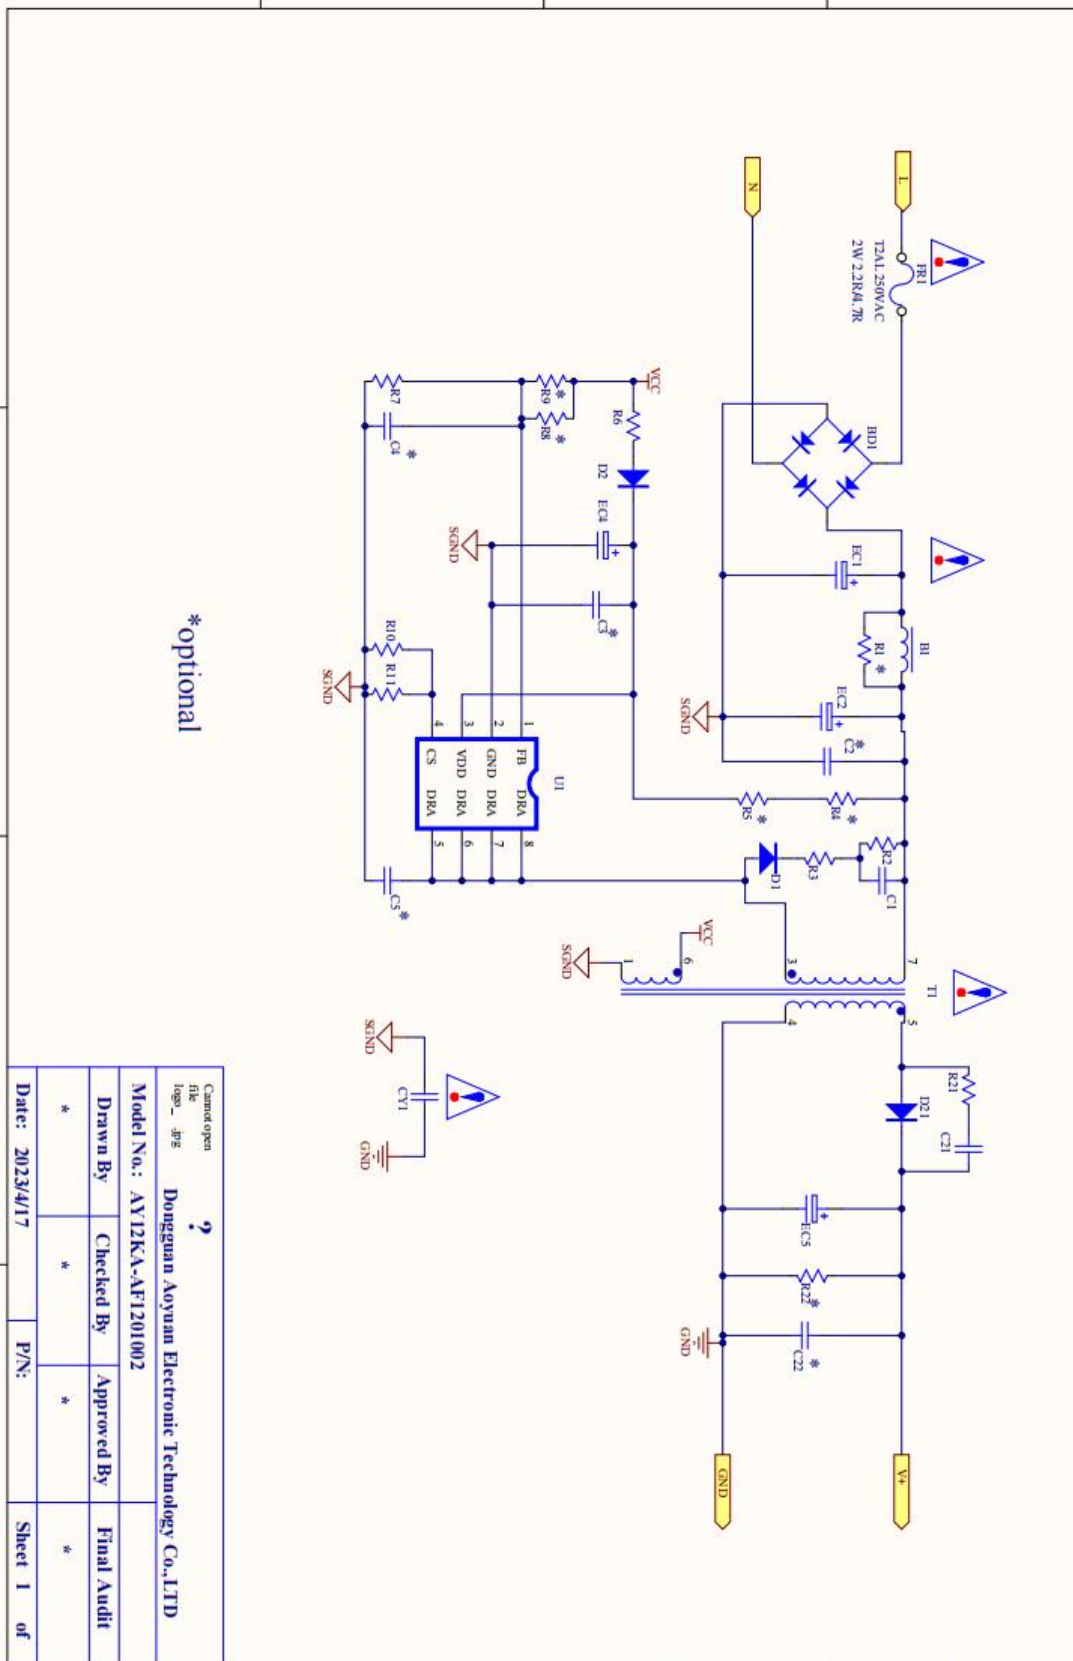 L
N
FR1
T2AL 250VAC
2W 2.2R/4.7R
BD1
EC1
B1
R1 *
EC2
SGND
*
C2
R4 *
R5 *
R2
C1
R3
D1
T1
7
3
5
4
6
1
VCC
SGND
R21
C21
D21
EC5
R22 *
C22 *
GND
V+
GND
VCC
R6
D2
R9 *
R8 *
R7
C4 *
EC4
SGND
C3 *
R10
R11
SGND
U1
1 FB DRA 8
2 GND DRA 7
3 VDD DRA 6
4 CS DRA 5
C5 *
SGND
CY1
GND
*optional
Cannot open
file
logo_ .jpg
?
Dongguan Aoyuan Electronic Technology Co.,LTD
Model No.: AY12KA-AF1201002
Drawn By Checked By Approved By Final Audit
* * * *
Date: 2023/4/17 P/N: Sheet 1 of